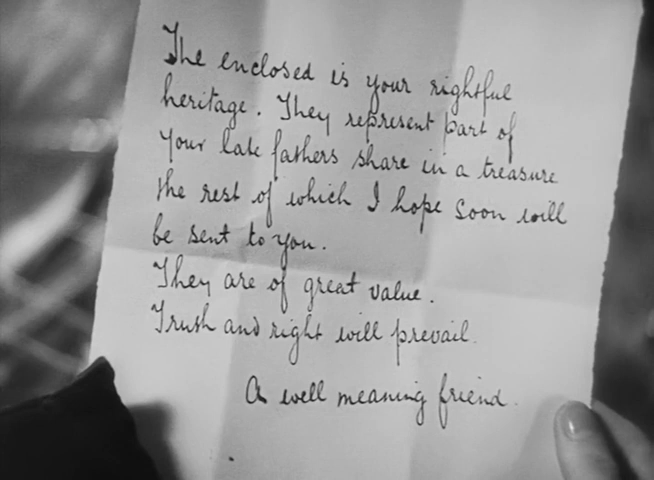 The enclosed is your rightful
heritage. They represent part of
your late fathers share in a treasure
the rest of which I hope soon will
be sent to you.
They are of great value.
Truth and right will prevail.
A well meaning friend.